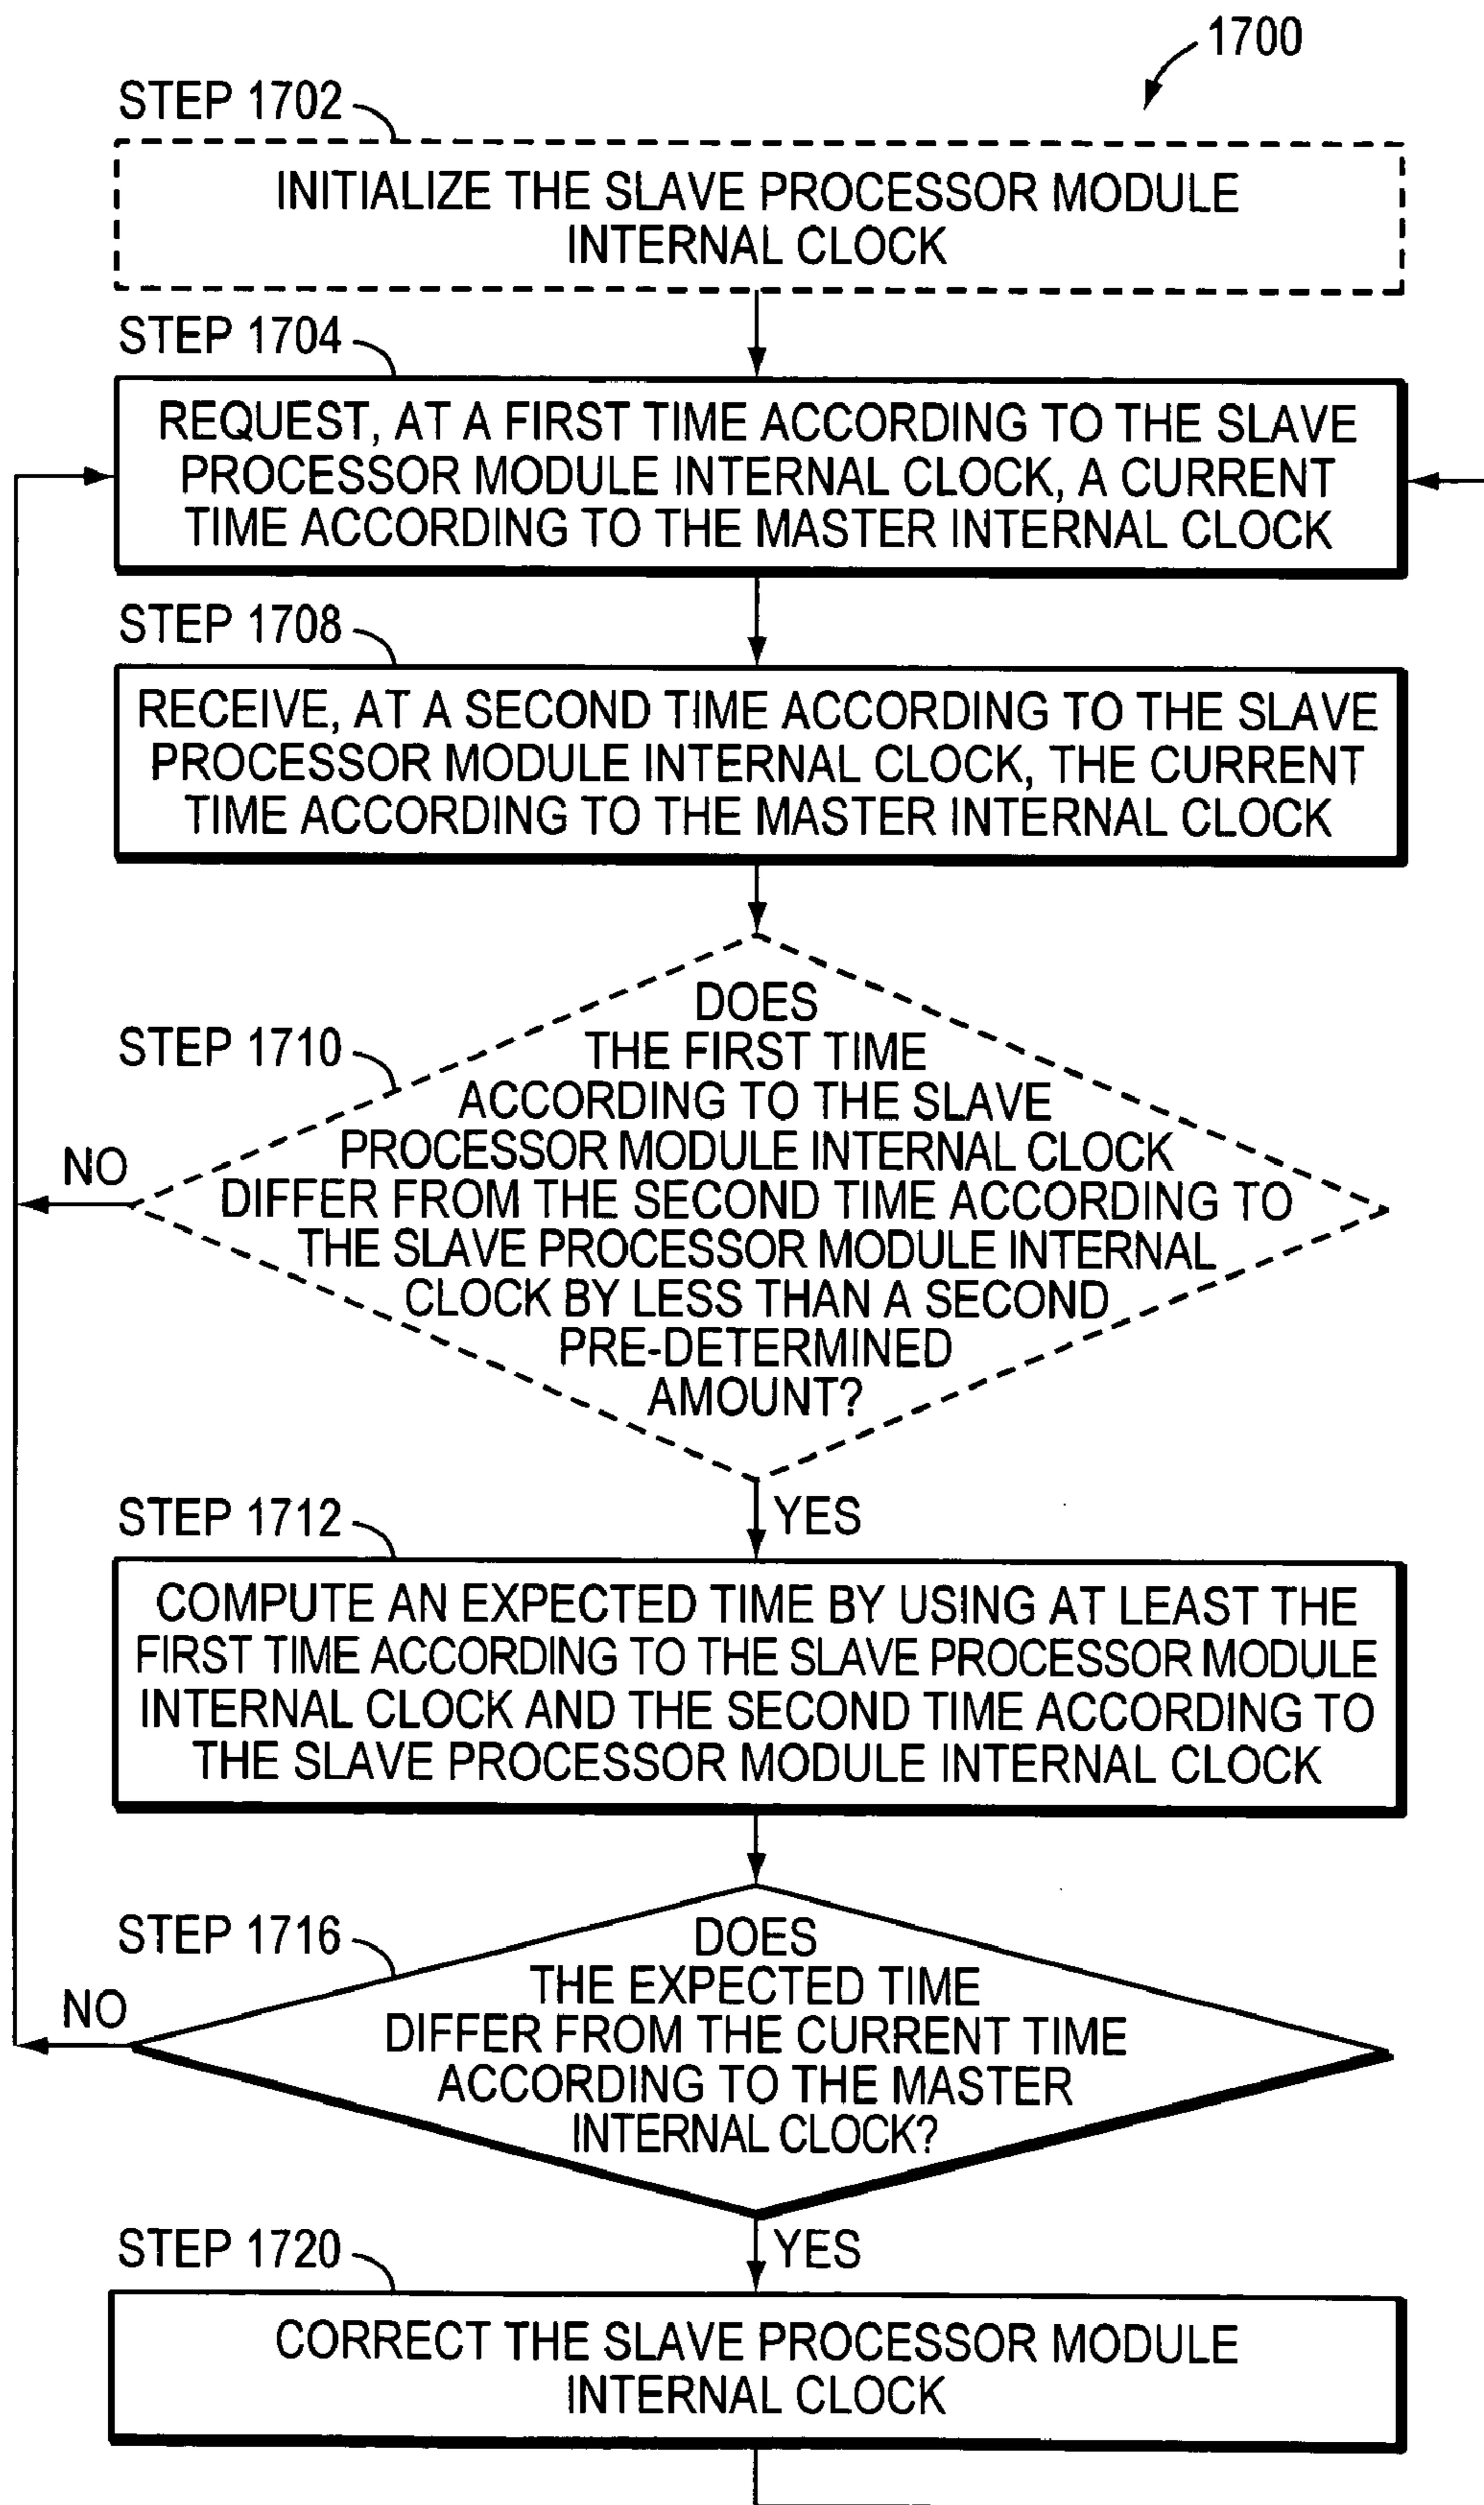 1700
STEP 1702
INITIALIZE THE SLAVE PROCESSOR MODULE
INTERNAL CLOCK
STEP 1704
REQUEST, AT A FIRST TIME ACCORDING TO THE SLAVE
PROCESSOR MODULE INTERNAL CLOCK, A CURRENT
TIME ACCORDING TO THE MASTER INTERNAL CLOCK
STEP 1708
RECEIVE, AT A SECOND TIME ACCORDING TO THE SLAVE
PROCESSOR MODULE INTERNAL CLOCK, THE CURRENT
TIME ACCORDING TO THE MASTER INTERNAL CLOCK
STEP 1710
DOES
THE FIRST TIME
ACCORDING TO THE SLAVE
PROCESSOR MODULE INTERNAL CLOCK
DIFFER FROM THE SECOND TIME ACCORDING TO
THE SLAVE PROCESSOR MODULE INTERNAL
CLOCK BY LESS THAN A SECOND
PRE-DETERMINED
AMOUNT?
NO
YES
STEP 1712
COMPUTE AN EXPECTED TIME BY USING AT LEAST THE
FIRST TIME ACCORDING TO THE SLAVE PROCESSOR MODULE
INTERNAL CLOCK AND THE SECOND TIME ACCORDING TO
THE SLAVE PROCESSOR MODULE INTERNAL CLOCK
STEP 1716
DOES
THE EXPECTED TIME
DIFFER FROM THE CURRENT TIME
ACCORDING TO THE MASTER
INTERNAL CLOCK?
NO
YES
STEP 1720
CORRECT THE SLAVE PROCESSOR MODULE
INTERNAL CLOCK